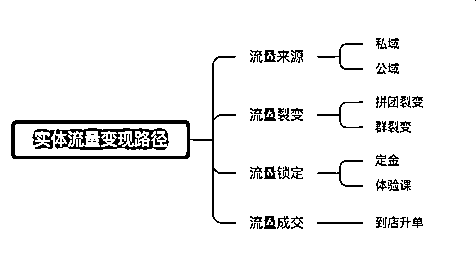 实体流量变现路径
流量来源
私域
公域
流量裂变
拼团裂变
群裂变
流量锁定
定金
体验课
流量成交
到店升单